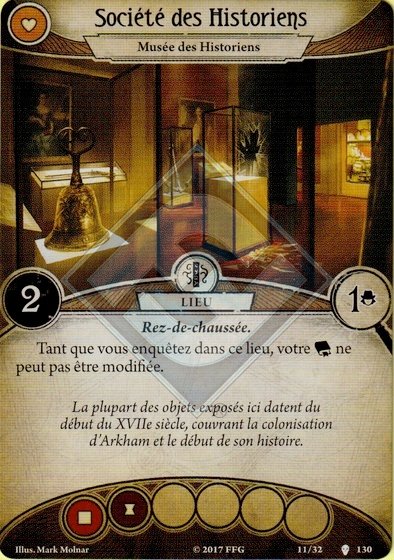 Société des Historiens
Musée des Historiens
2
1
LIEU
Rez-de-chaussée.
Tant que vous enquêtez dans ce lieu, votre ne
peut pas être modifiée.
La plupart des objets exposés ici datent du
début du XVIIe siècle, couvrant la colonisation
d'Arkham et le début de son histoire.
Illus. Mark Molnar © 2017 FFG 11/32 130